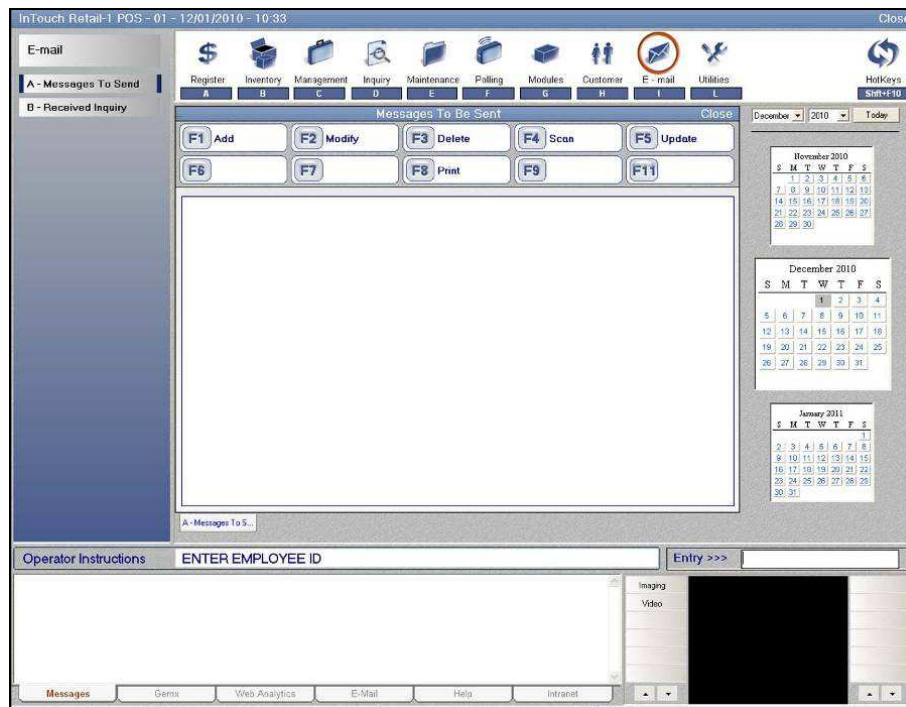 InTouch Retail-1 POS - 01 - 12/01/2010 - 10:33 Close
E-mail
A - Messages To Send
B - Received Inquiry
Register Inventory Management Inquiry Maintenance Polling Modules Customer E - mail Utilities HotKeys
A B C D E F G H I L Shft+F10
Messages To Be Sent Close
F1 Add F2 Modify F3 Delete F4 Scan F5 Update
F6 F7 F8 Print F9 F11
December 2010 Today
November 2010
S M T W T F S
1 2 3 4 5 6
7 8 9 10 11 12 13
14 15 16 17 18 19 20
21 22 23 24 25 26 27
28 29 30
December 2010
S M T W T F S
1 2 3 4
5 6 7 8 9 10 11
12 13 14 15 16 17 18
19 20 21 22 23 24 25
26 27 28 29 30 31
January 2011
S M T W T F S
1
2 3 4 5 6 7 8
9 10 11 12 13 14 15
16 17 18 19 20 21 22
23 24 25 26 27 28 29
30 31
A - Messages To S...
Operator Instructions ENTER EMPLOYEE ID Entry >>>
Imaging
Video
Messages Gems Web Analytics E-Mail Help Intranet